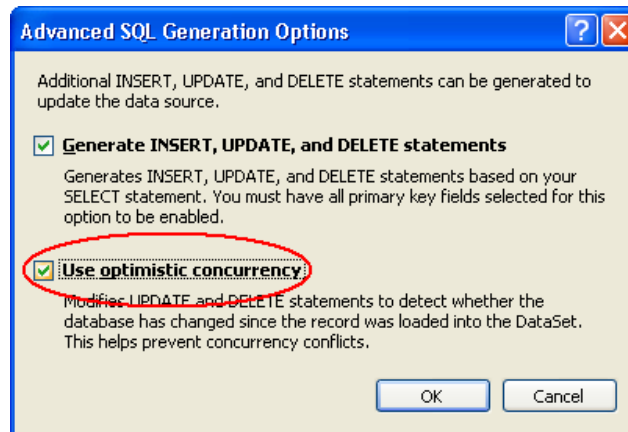 Advanced SQL Generation Options
Additional INSERT, UPDATE, and DELETE statements can be generated to
update the data source.
Generate INSERT, UPDATE, and DELETE statements
Generates INSERT, UPDATE, and DELETE statements based on your
SELECT statement. You must have all primary key fields selected for this
option to be enabled.
Use optimistic concurrency
Modifies UPDATE and DELETE statements to detect whether the
database has changed since the record was loaded into the DataSet.
This helps prevent concurrency conflicts.
OK Cancel